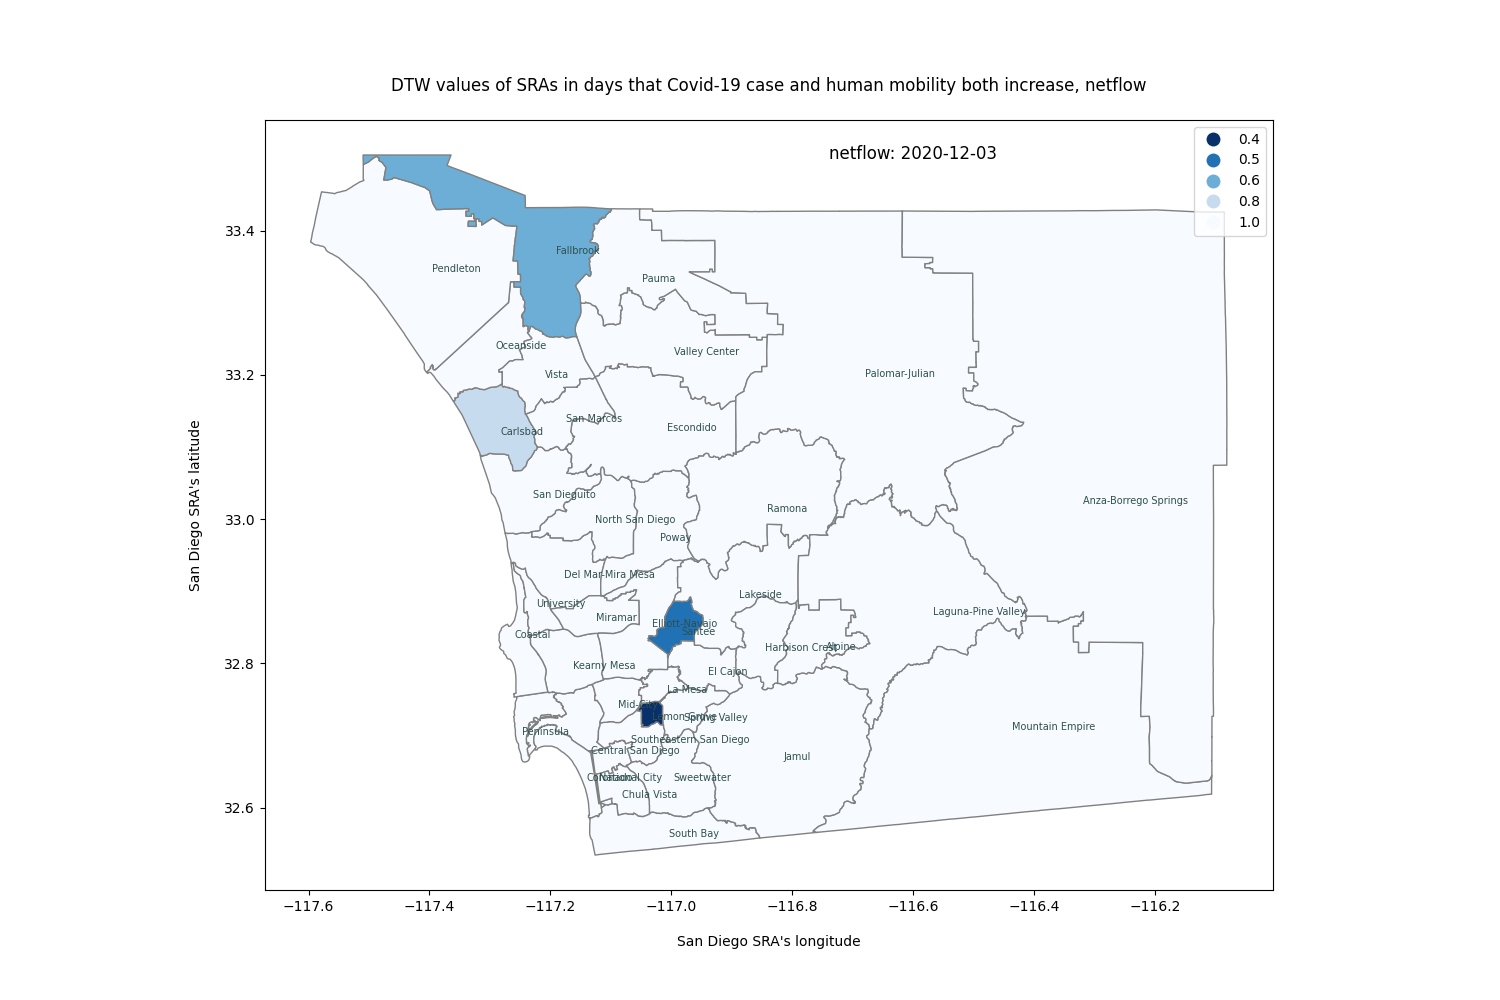 DTW values of SRAs in days that Covid-19 case and human mobility both increase, netflow
netflow: 2020-12-03
0.4
0.5
0.6
0.8
1.0
33.4
33.2
33.0
32.8
32.6
San Diego SRA's latitude
Fallbrook
Pendleton
Pauma
Oceanside
Valley Center
Vista
Palomar-Julian
San Marcos
Escondido
Carlsbad
San Dieguito
Anza-Borrego Springs
Ramona
North San Diego
Poway
Del Mar-Mira Mesa
Lakeside
University
Laguna-Pine Valley
Miramar
Elliott-Navajo
Santee
Coastal
Harbison Crest
Alpine
Kearny Mesa
El Cajon
La Mesa
Mid-City
Lemon Grove
Spring Valley
Mountain Empire
Peninsula
Southeastern San Diego
Central San Diego
Jamul
Coronado
National City
Sweetwater
Chula Vista
South Bay
−117.6
−117.4
−117.2
−117.0
−116.8
−116.6
−116.4
−116.2
San Diego SRA's longitude